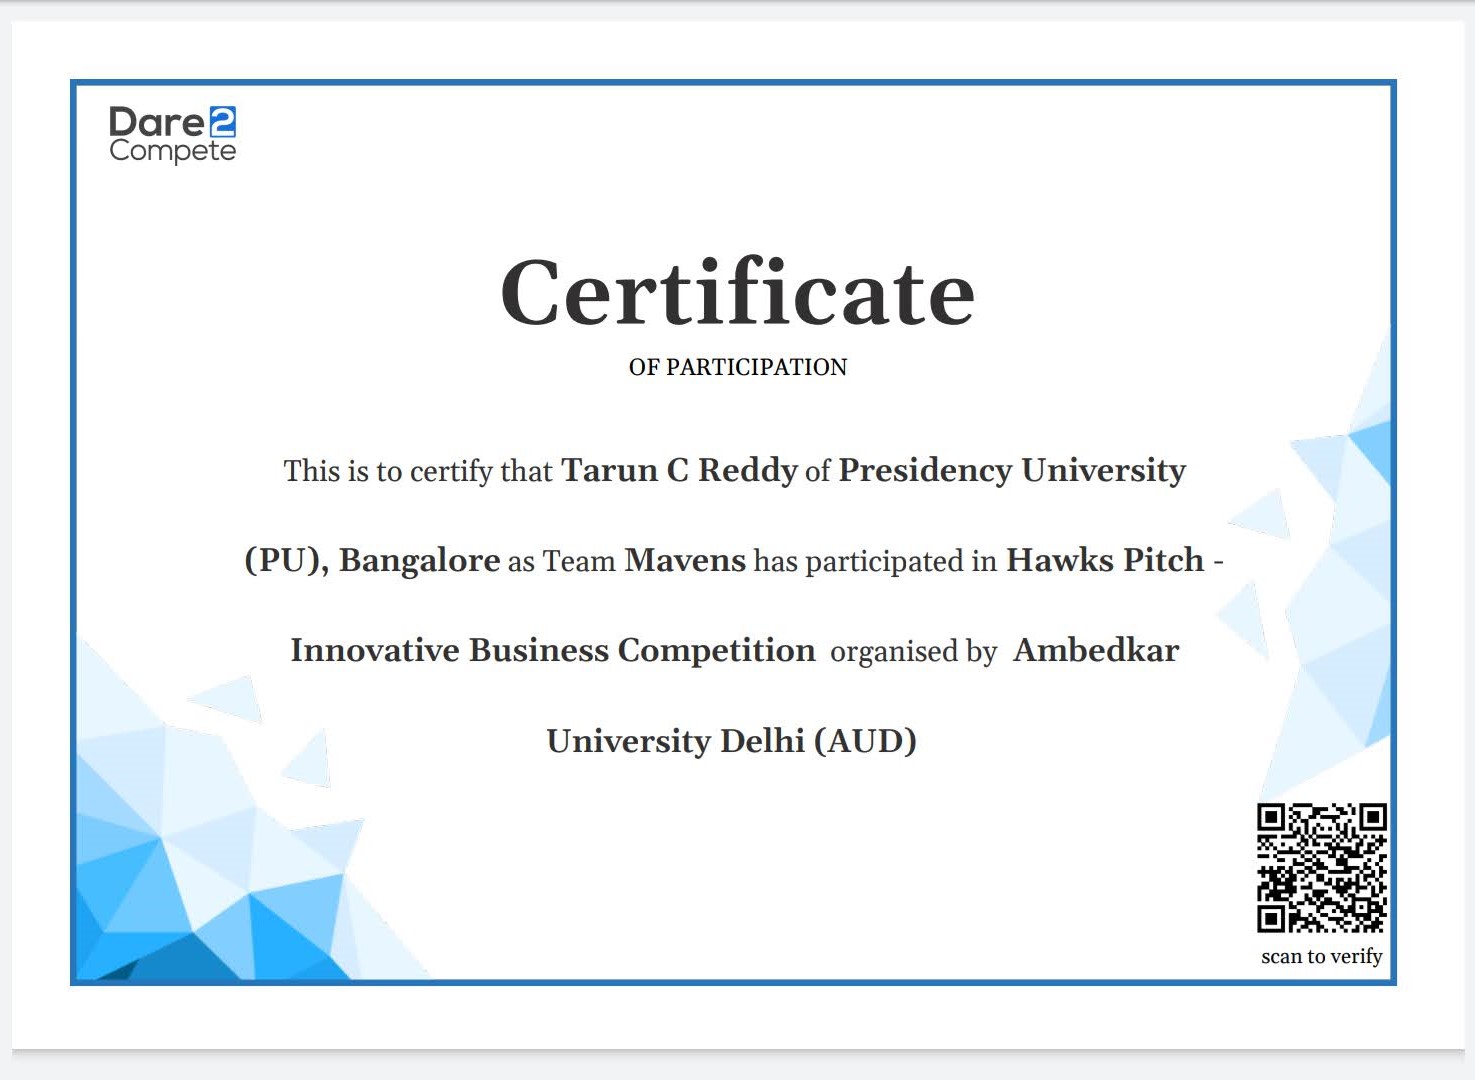 Dare2
Compete
Certificate
OF PARTICIPATION
This is to certify that Tarun C Reddy of Presidency University
(PU), Bangalore as Team Mavens has participated in Hawks Pitch -
Innovative Business Competition organised by Ambedkar
University Delhi (AUD)
scan to verify